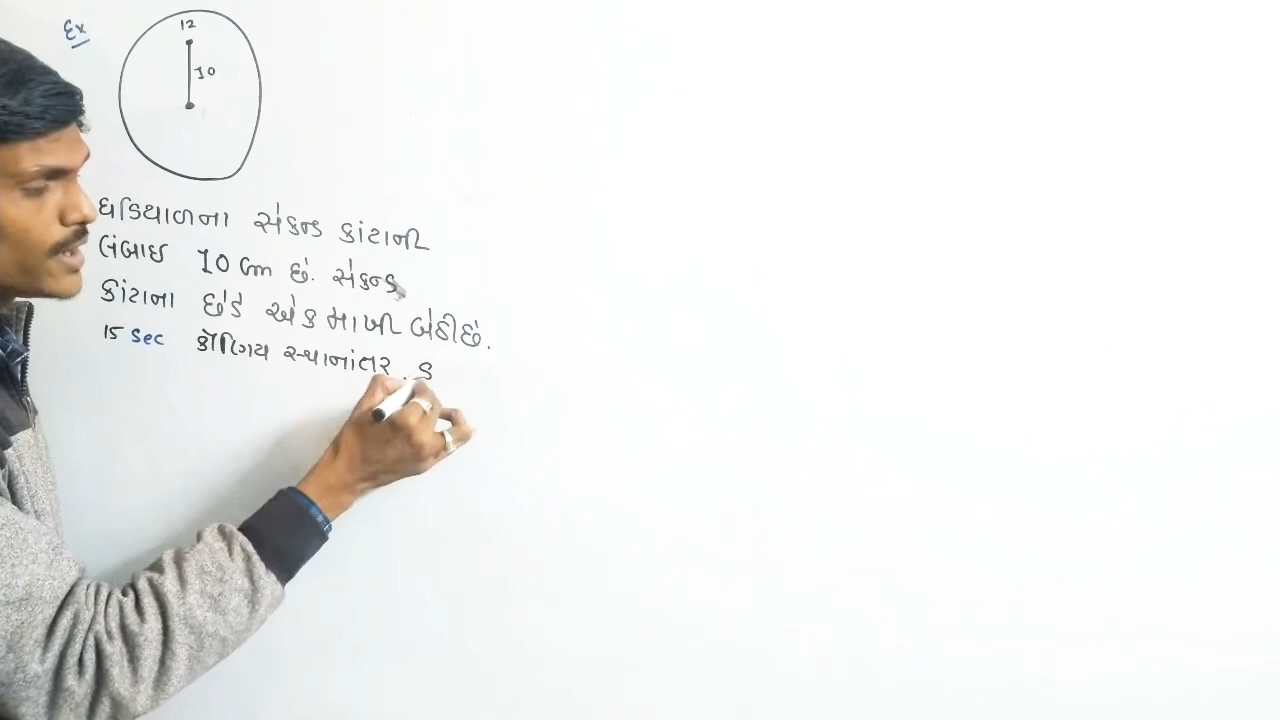 Ex
12
10
ઘડિયાળના સેકન્ડ કાંટાની
લંબાઈ 10 cm છે. સેકન્ડ
કાંટાના છેડે એક માખી બેઠી છે.
15 Sec કોણિય સ્થાનાંતર . ડ